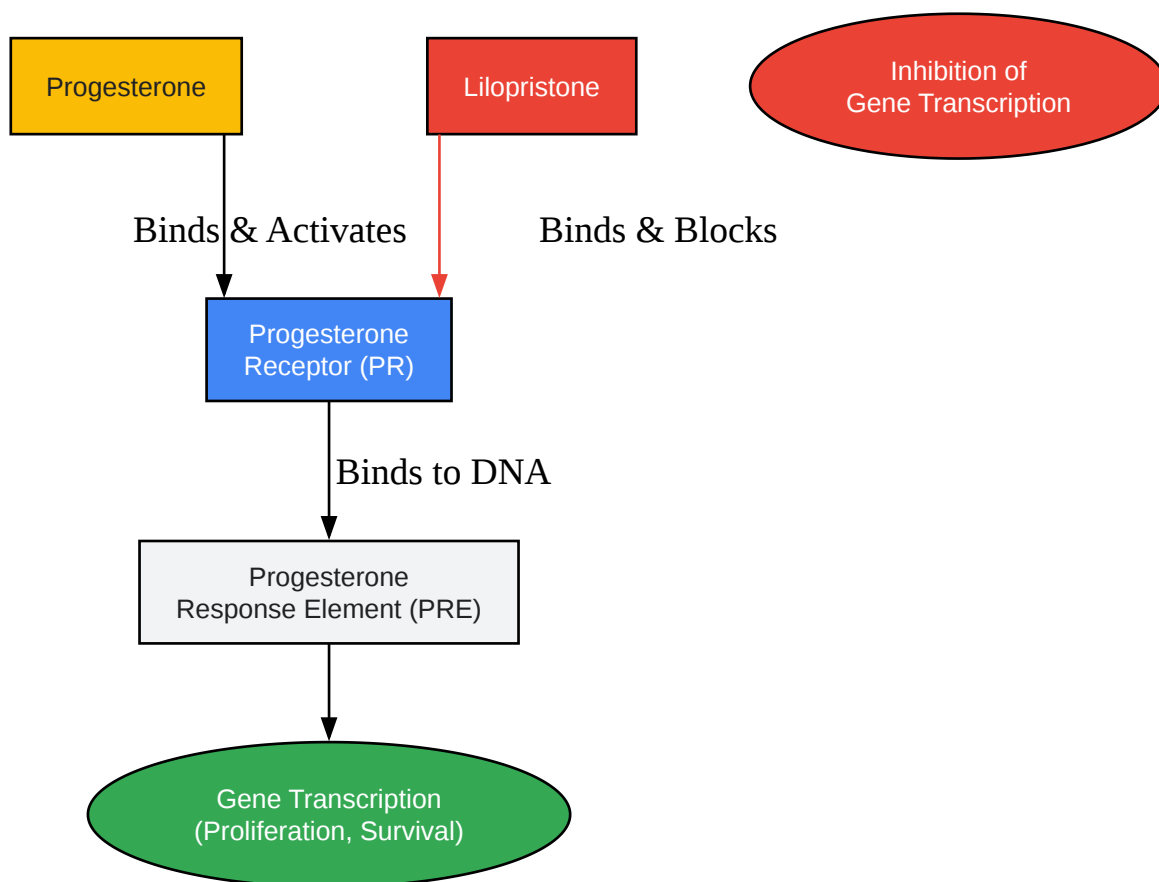 Progesterone
Lilopristone
Inhibition of
Gene Transcription
Binds & Activates
Binds & Blocks
Progesterone
Receptor (PR)
Binds to DNA
Progesterone
Response Element (PRE)
Gene Transcription
(Proliferation, Survival)